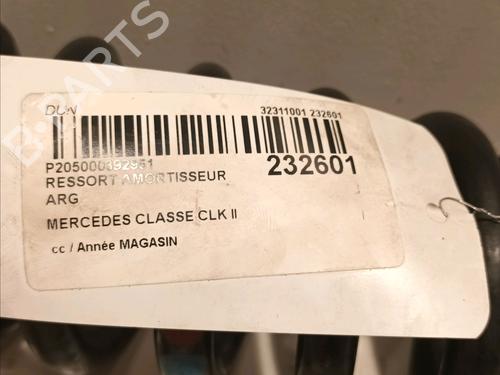 DUN
32311001 232601
P205000392951
232601
RESSORT AMORTISSEUR
ARG
MERCEDES CLASSE CLK II
cc / Année MAGASIN
B-PARTS